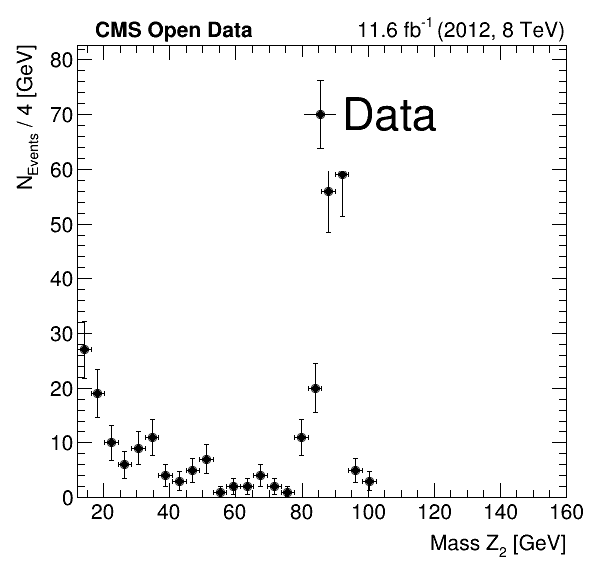 CMS Open Data 11.6 fb⁻¹ (2012, 8 TeV)
N_Events / 4 [GeV]
80
70
60
50
40
30
20
10
0
Data
20 40 60 80 100 120 140 160
Mass Z₂ [GeV]